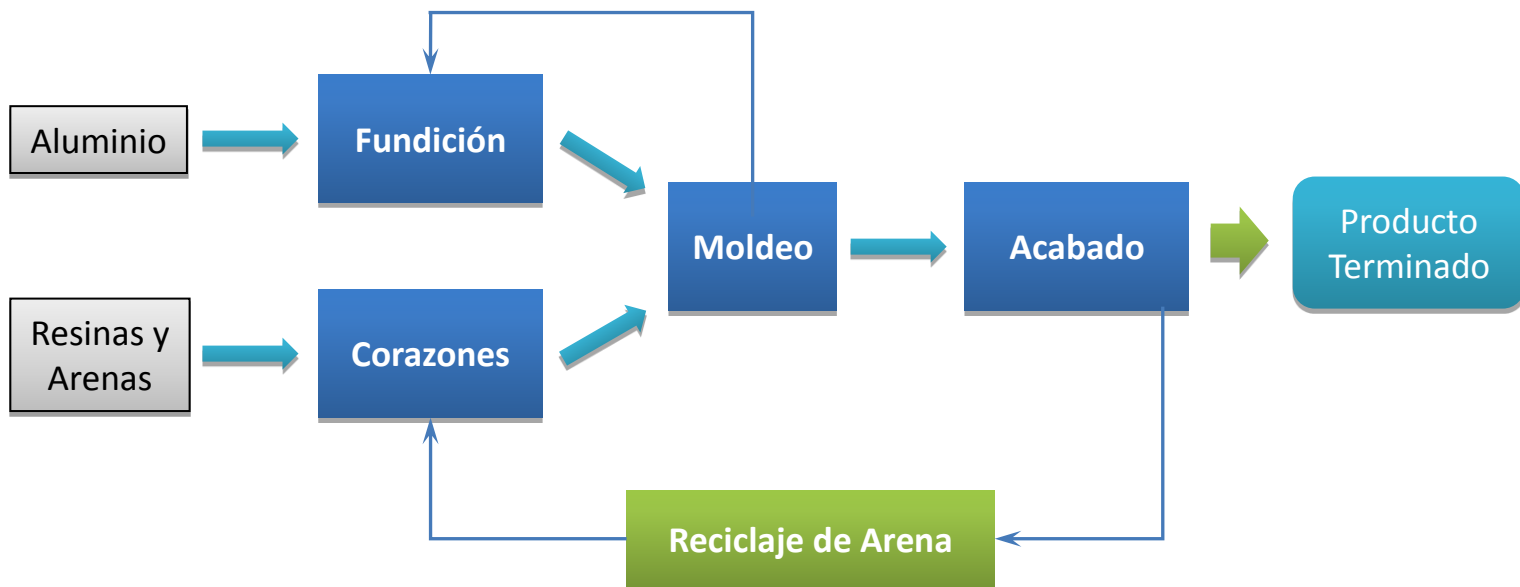 Aluminio
Fundición
Moldeo
Acabado
Producto
Terminado
Resinas y
Arenas
Corazones
Reciclaje de Arena